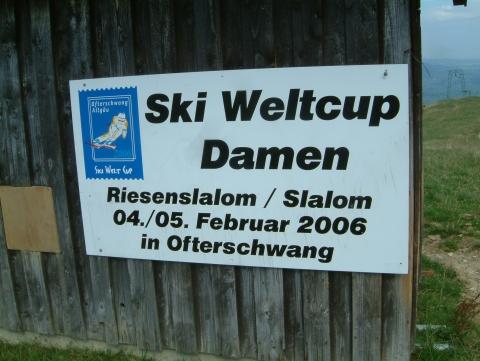 Ofterschwang
Allgäu
Ski Welt Cup
Ski Weltcup
Damen
Riesenslalom / Slalom
04./05. Februar 2006
in Ofterschwang